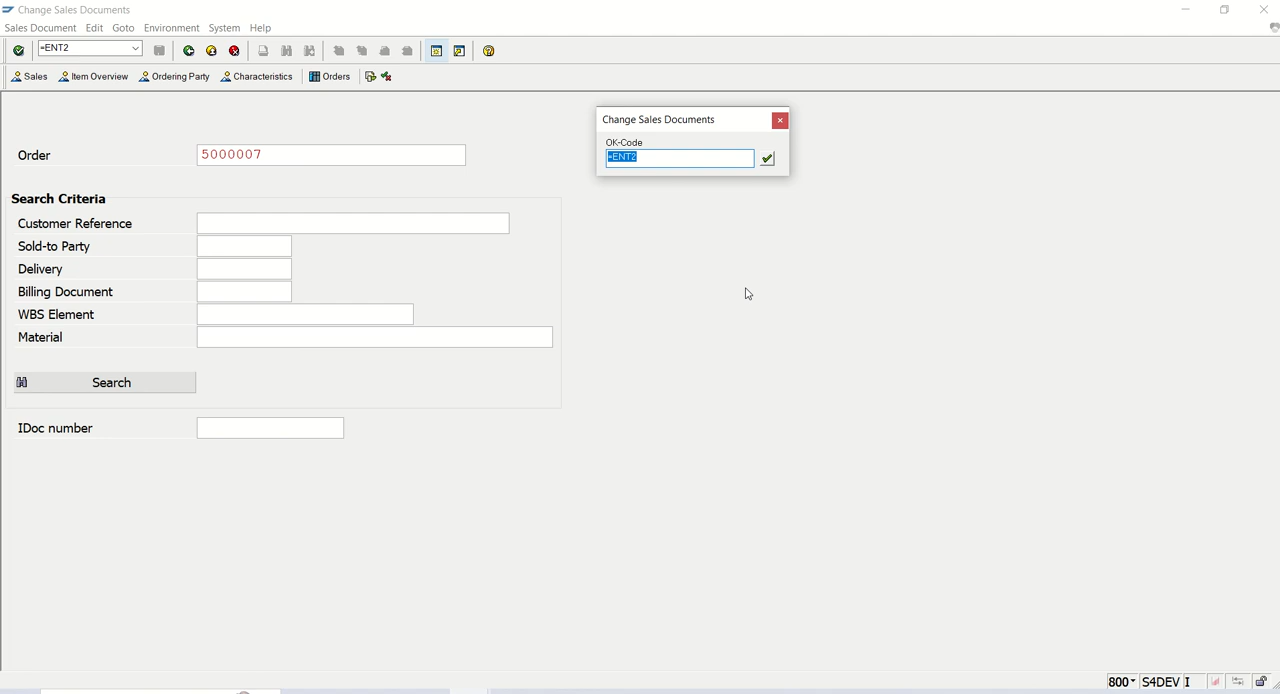 Change Sales Documents
Sales Document Edit Goto Environment System Help
=ENT2
Sales Item Overview Ordering Party Characteristics Orders
Change Sales Documents
OK-Code
=ENT2
Order 5000007
Search Criteria
Customer Reference
Sold-to Party
Delivery
Billing Document
WBS Element
Material
Search
IDoc number
800 S4DEV I